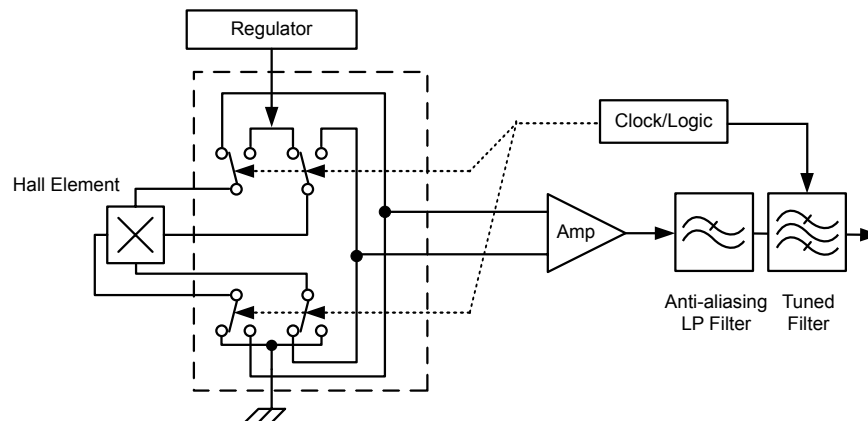 Regulator
Clock/Logic
Hall Element
Amp
Anti-aliasing
LP Filter
Tuned
Filter